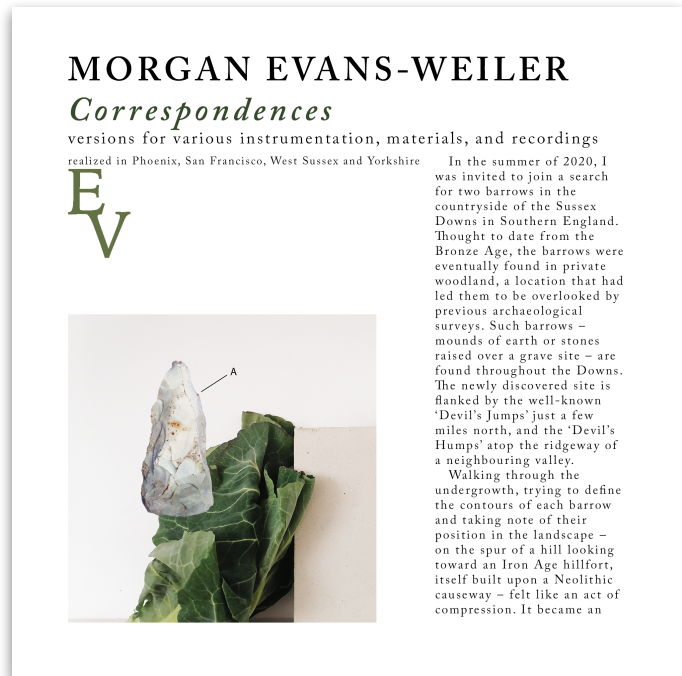 MORGAN EVANS-WEILER
Correspondences
versions for various instrumentation, materials, and recordings
realized in Phoenix, San Francisco, West Sussex and Yorkshire
E
V
A
In the summer of 2020, I
was invited to join a search
for two barrows in the
countryside of the Sussex
Downs in Southern England.
Thought to date from the
Bronze Age, the barrows were
eventually found in private
woodland, a location that had
led them to be overlooked by
previous archaeological
surveys. Such barrows –
mounds of earth or stones
raised over a grave site – are
found throughout the Downs.
The newly discovered site is
flanked by the well-known
‘Devil’s Jumps’ just a few
miles north, and the ‘Devil’s
Humps’ atop the ridgeway of
a neighbouring valley.
Walking through the
undergrowth, trying to define
the contours of each barrow
and taking note of their
position in the landscape –
on the spur of a hill looking
toward an Iron Age hillfort,
itself built upon a Neolithic
causeway – felt like an act of
compression. It became an